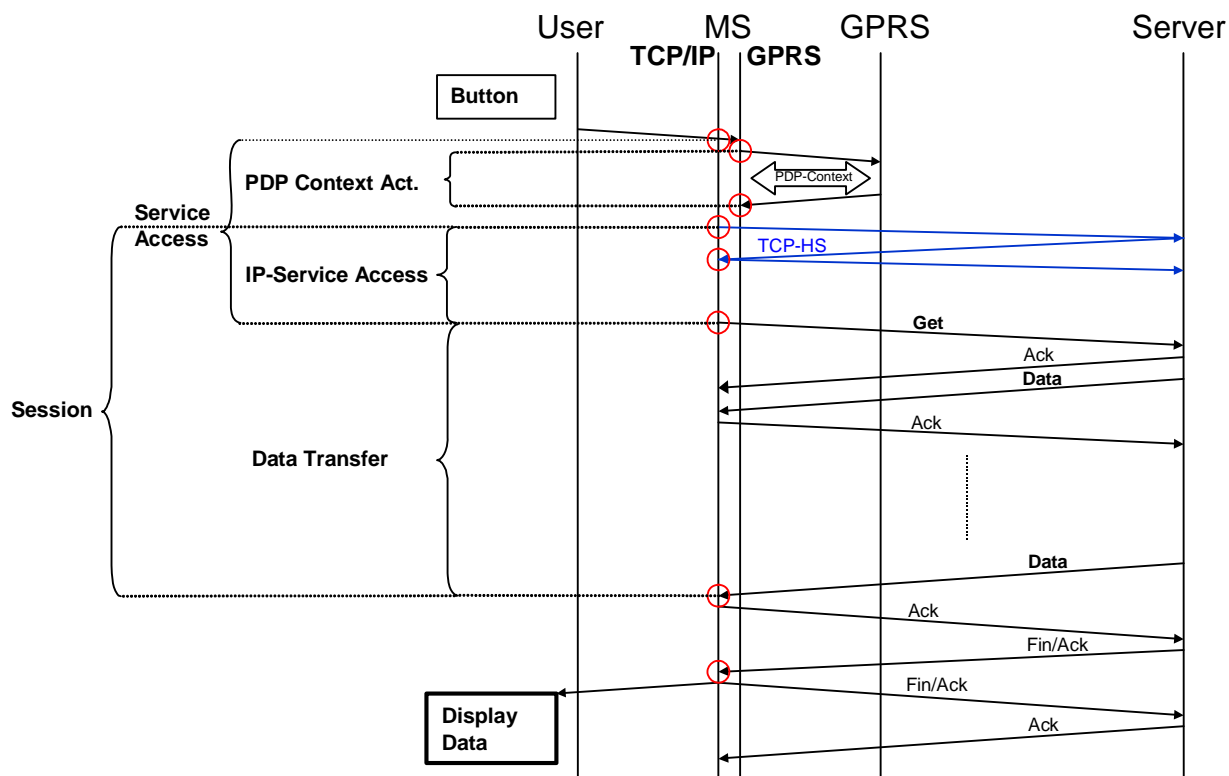 User
MS
GPRS
Server
TCP/IP
GPRS
Button
PDP Context Act.
PDP-Context
Service
Access
TCP-HS
IP-Service Access
Get
Ack
Data
Session
Ack
Data Transfer
Data
Ack
Fin/Ack
Fin/Ack
Display
Data
Ack